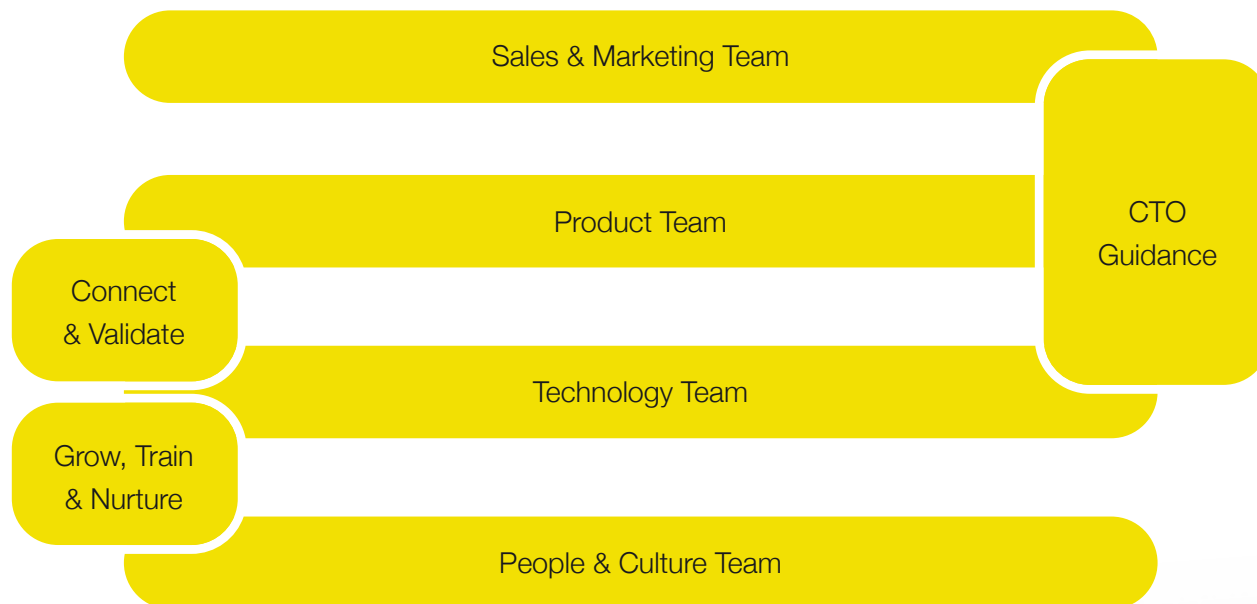 Sales & Marketing Team
Product Team
CTO
Guidance
Connect
& Validate
Technology Team
Grow, Train
& Nurture
People & Culture Team